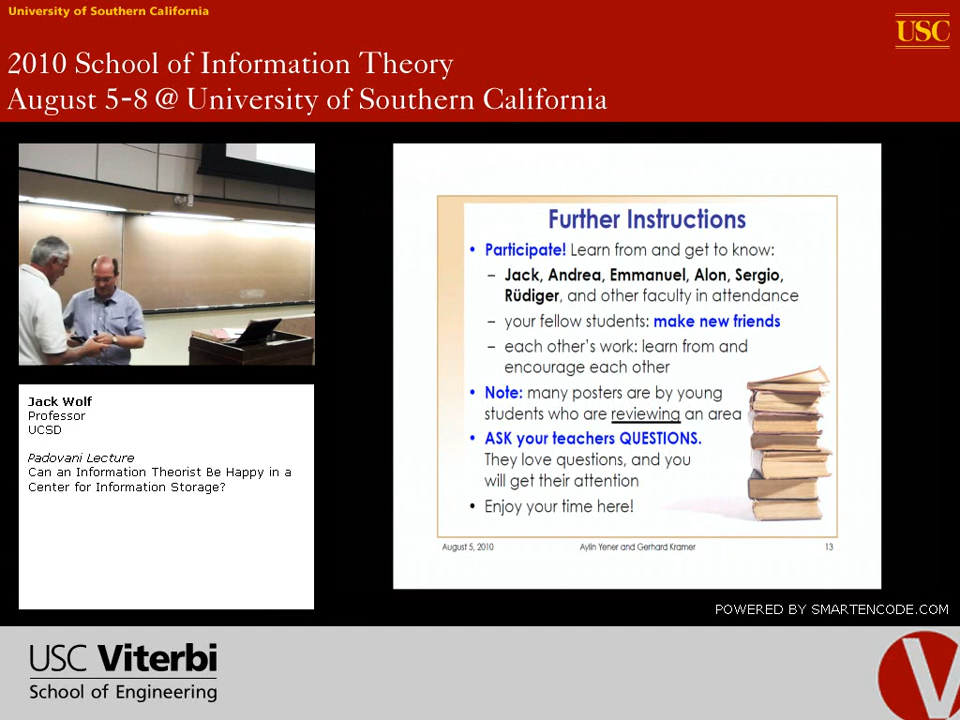 University of Southern California
USC
2010 School of Information Theory
August 5-8 @ University of Southern California
Jack Wolf
Professor
UCSD
Padovani Lecture
Can an Information Theorist Be Happy in a
Center for Information Storage?
Further Instructions
• Participate! Learn from and get to know:
– Jack, Andrea, Emmanuel, Alon, Sergio,
Rüdiger, and other faculty in attendance
– your fellow students: make new friends
– each other's work: learn from and
encourage each other
• Note: many posters are by young
students who are reviewing an area
• ASK your teachers QUESTIONS.
They love questions, and you
will get their attention
• Enjoy your time here!
August 5, 2010
Aylin Yener and Gerhard Kramer
13
POWERED BY SMARTENCODE.COM
USC Viterbi
School of Engineering
V